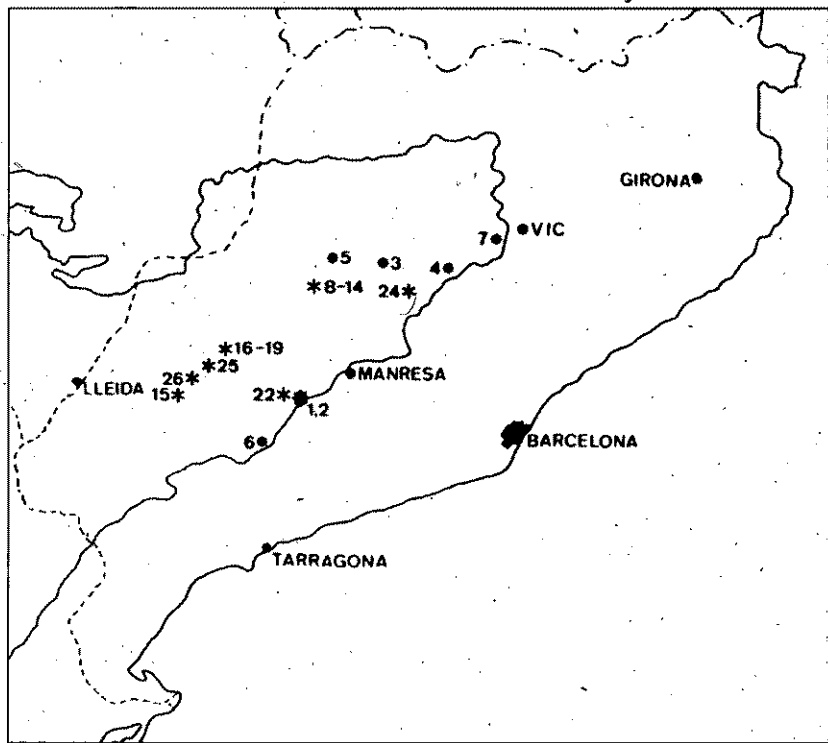 GIRONA
VIC
7
5
3
4
*8-14
24*
*16-19
*25
26*
15*
LLEIDA
MANRESA
22*
1,2
6
BARCELONA
TARRAGONA